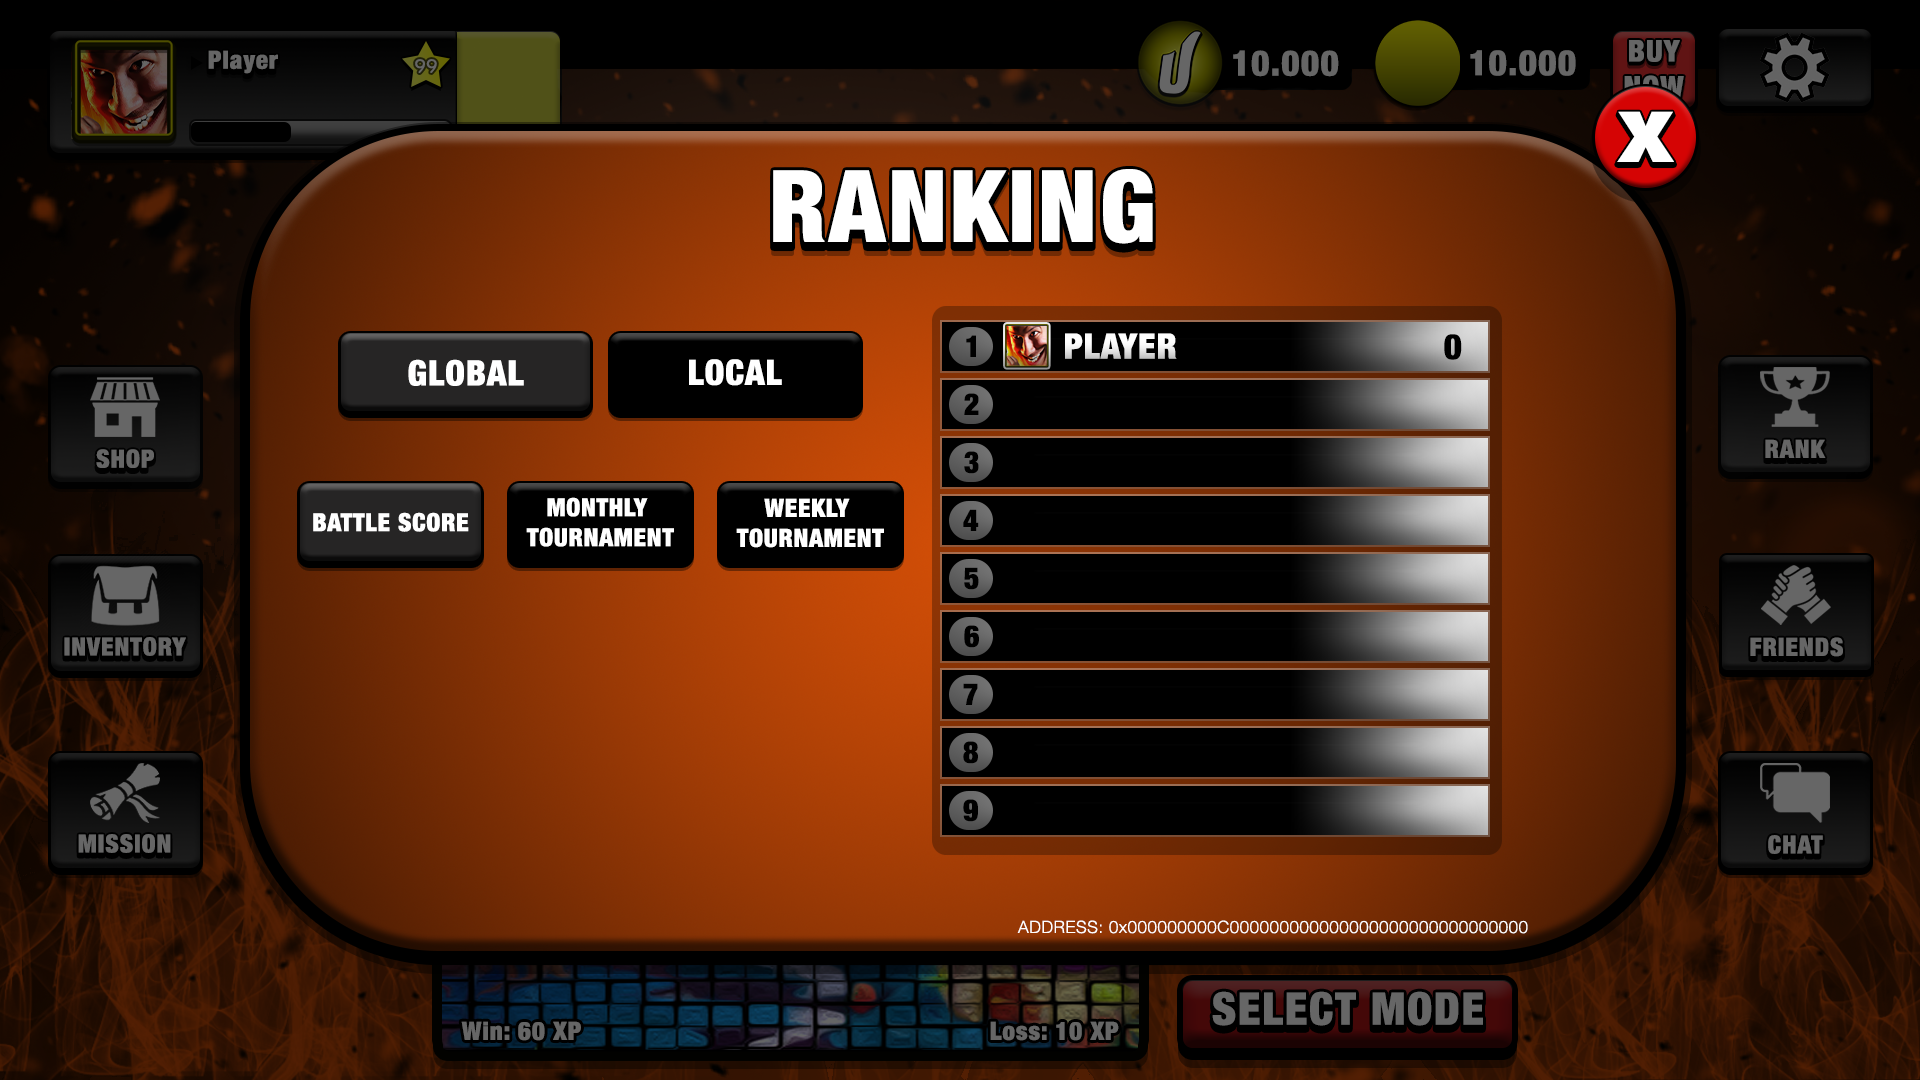 Player
99
10.000
10.000
BUY
NOW
X
RANKING
GLOBAL
LOCAL
BATTLE SCORE
MONTHLY
TOURNAMENT
WEEKLY
TOURNAMENT
1 PLAYER 0
2
3
4
5
6
7
8
9
SHOP
INVENTORY
MISSION
RANK
FRIENDS
CHAT
Win: 60 XP
Loss: 10 XP
SELECT MODE